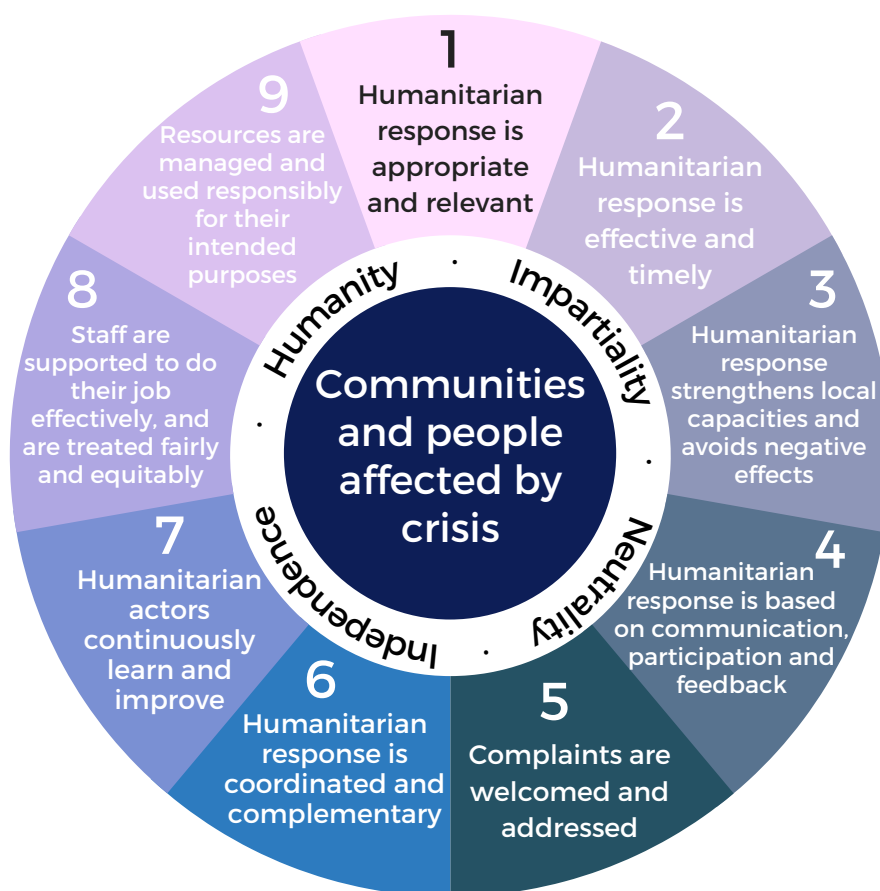 1
Humanitarian
response is
appropriate
and relevant
2
Humanitarian
response is
effective and
timely
3
Humanitarian
response
strengthens local
capacities and
avoids negative
effects
4
Humanitarian
response is based
on communication,
participation and
feedback
5
Complaints are
welcomed and
addressed
6
Humanitarian
response is
coordinated and
complementary
7
Humanitarian
actors
continuously
learn and
improve
8
Staff are
supported to do
their job
effectively, and
are treated fairly
and equitably
9
Resources are
managed and
used responsibly
for their
intended
purposes
Humanity · Impartiality · Neutrality · Independence ·
Communities
and people
affected by
crisis